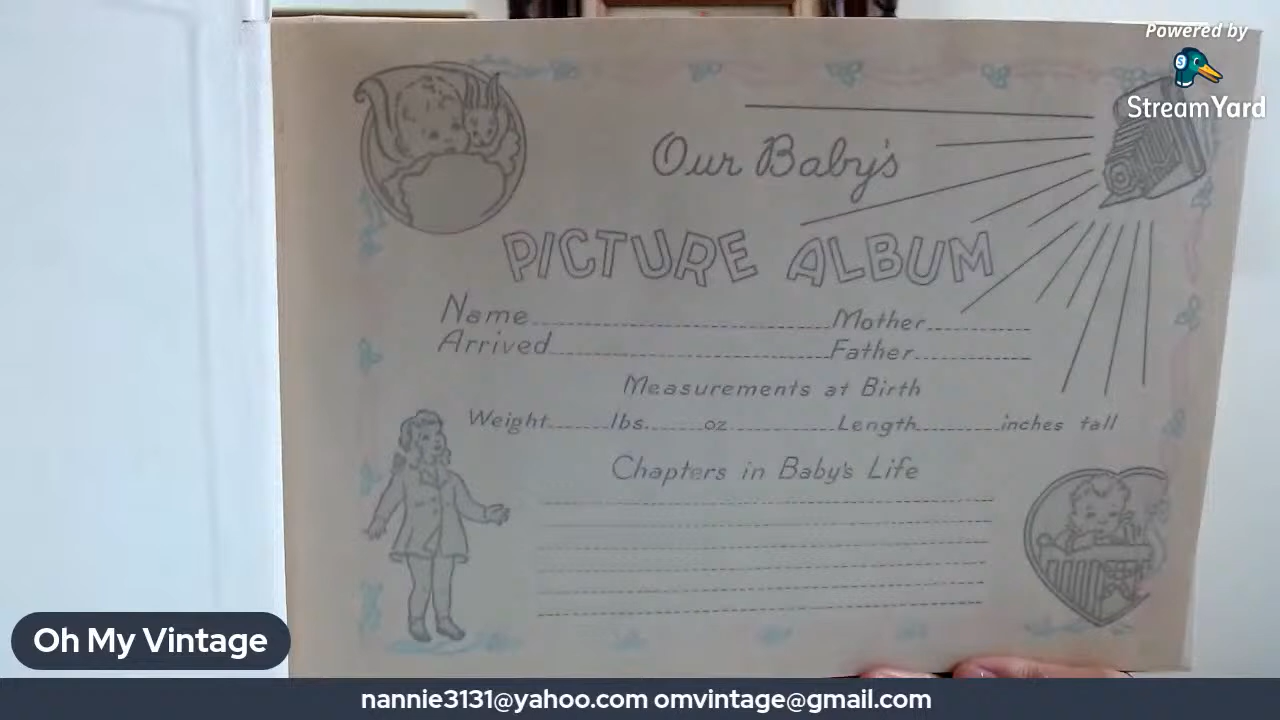 Powered by
StreamYard
Our Baby's
PICTURE ALBUM
Name Mother
Arrived Father
Measurements at Birth
Weight lbs. oz Length inches tall
Chapters in Baby's Life
Oh My Vintage
nannie3131@yahoo.com omvintage@gmail.com